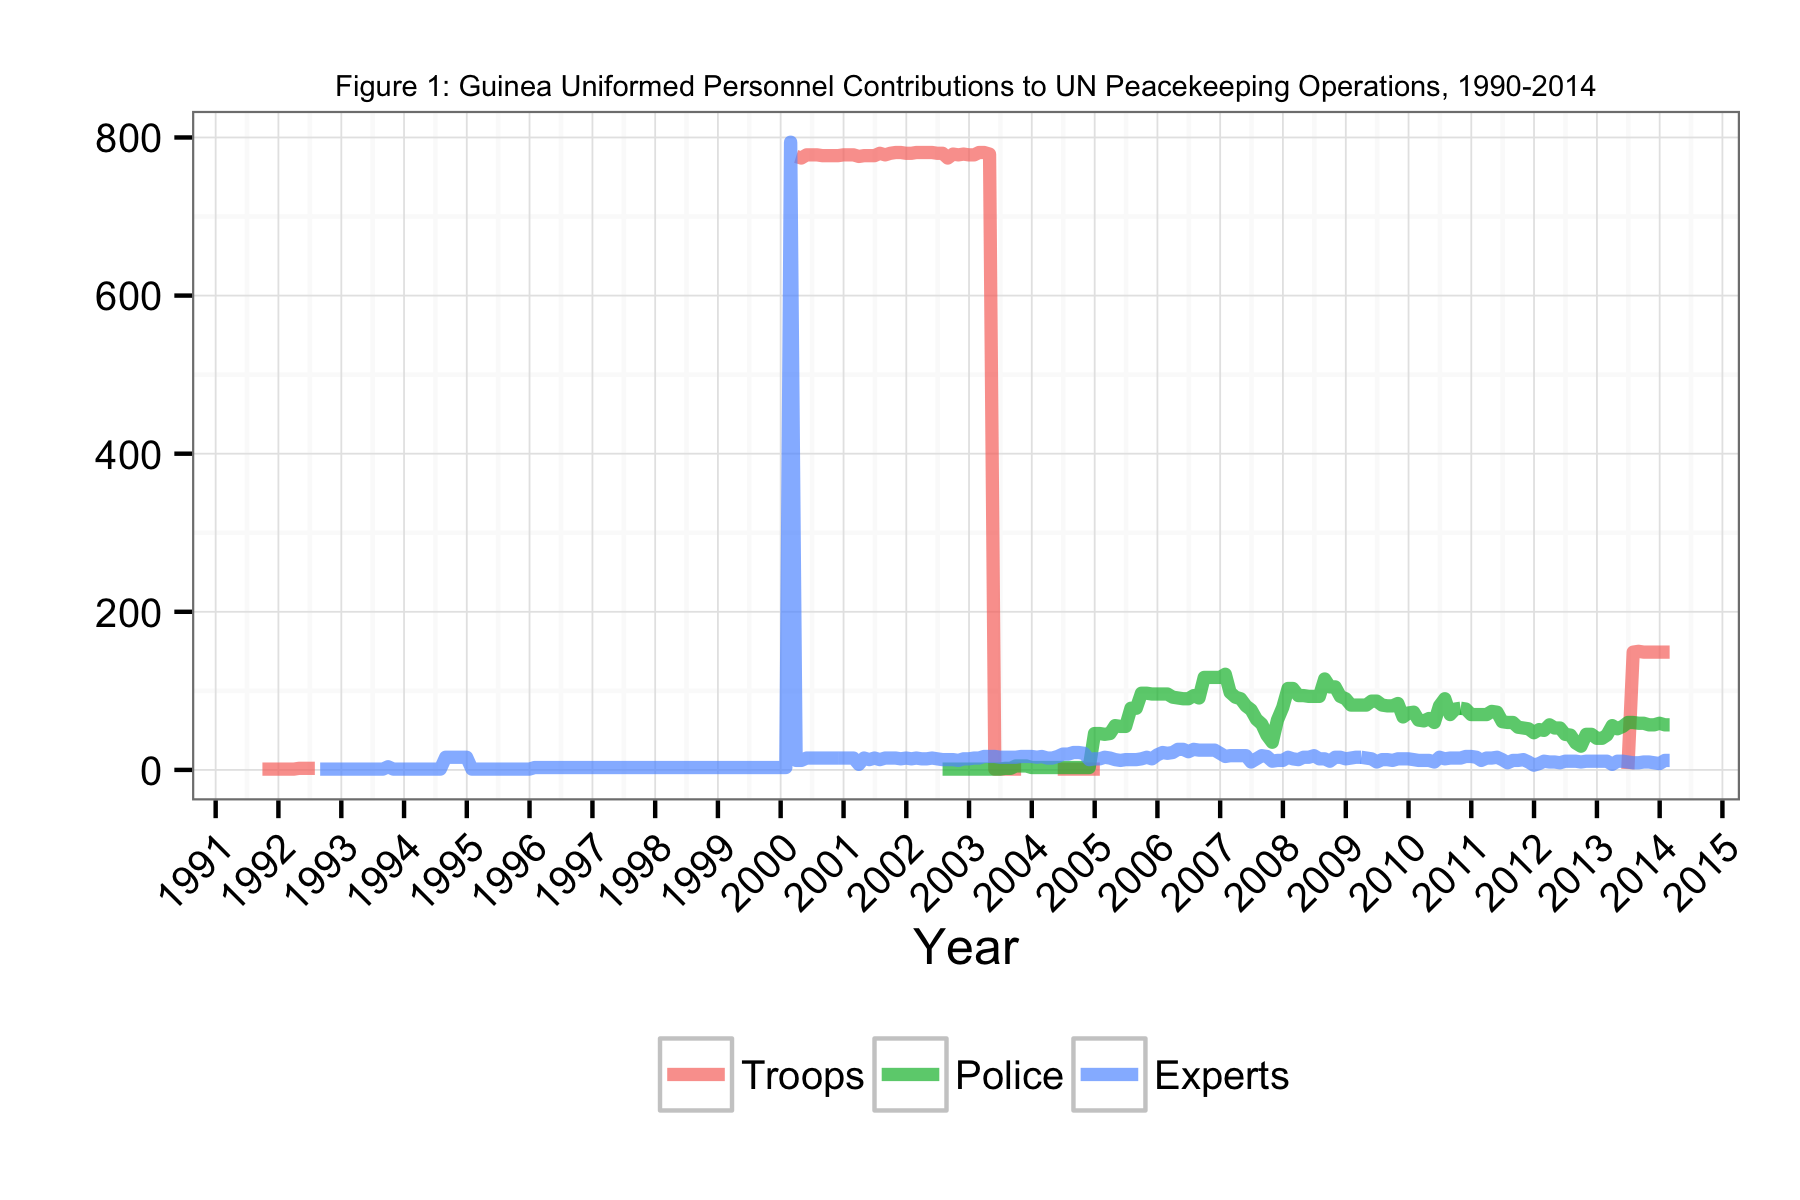 Figure 1: Guinea Uniformed Personnel Contributions to UN Peacekeeping Operations, 1990-2014
800
600
400
200
0
1991 1992 1993 1994 1995 1996 1997 1998 1999 2000 2001 2002 2003 2004 2005 2006 2007 2008 2009 2010 2011 2012 2013 2014 2015
Year
Troops Police Experts